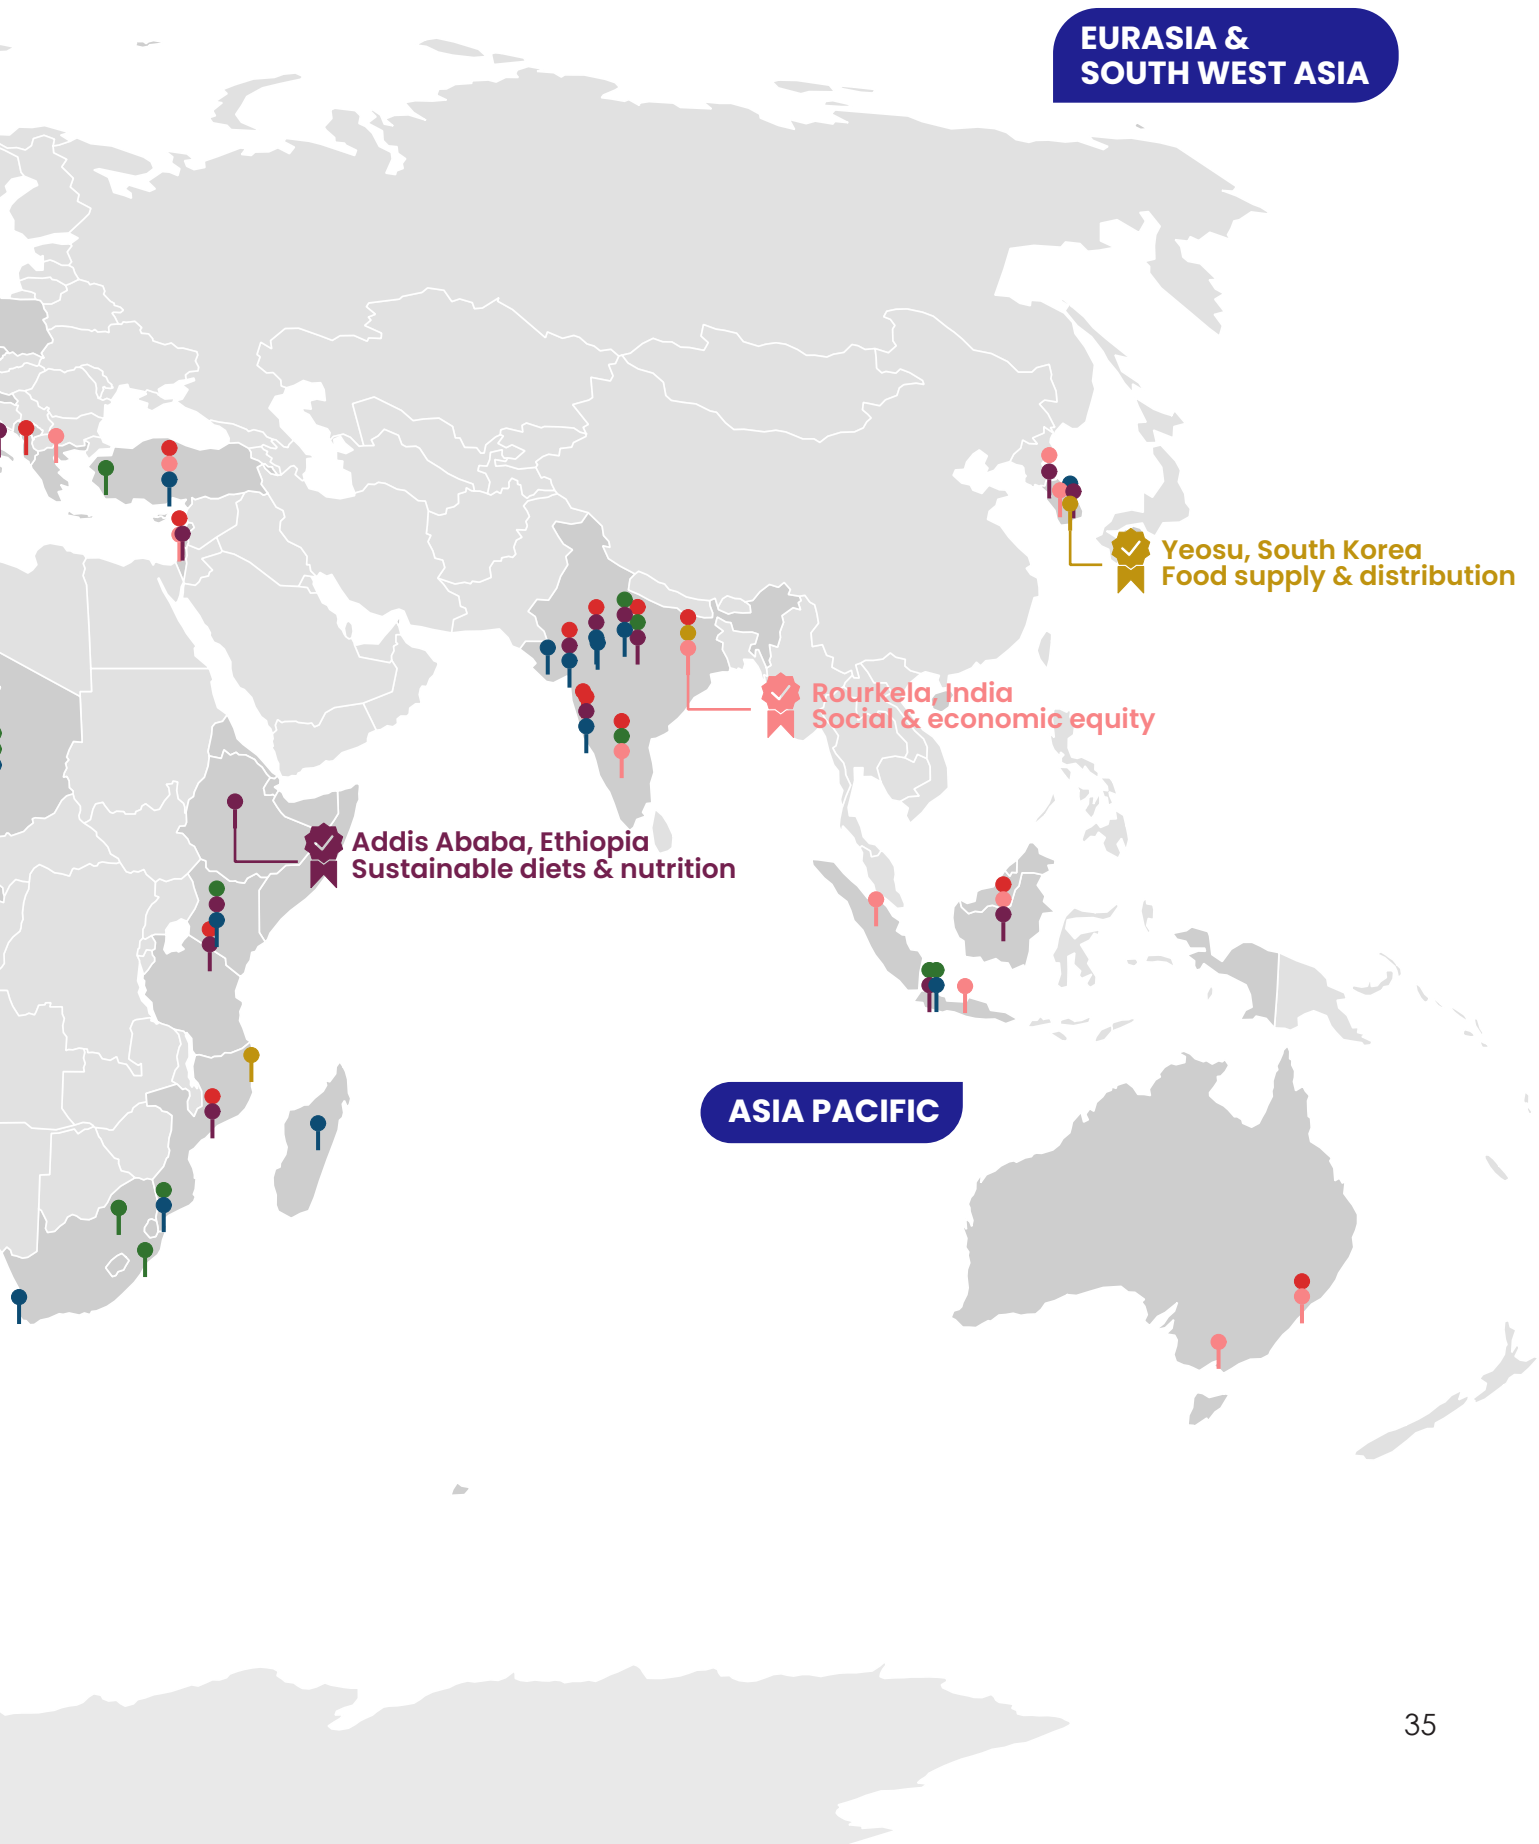 EURASIA &
SOUTH WEST ASIA
Yeosu, South Korea
Food supply & distribution
Rourkela, India
Social & economic equity
Addis Ababa, Ethiopia
Sustainable diets & nutrition
ASIA PACIFIC
35